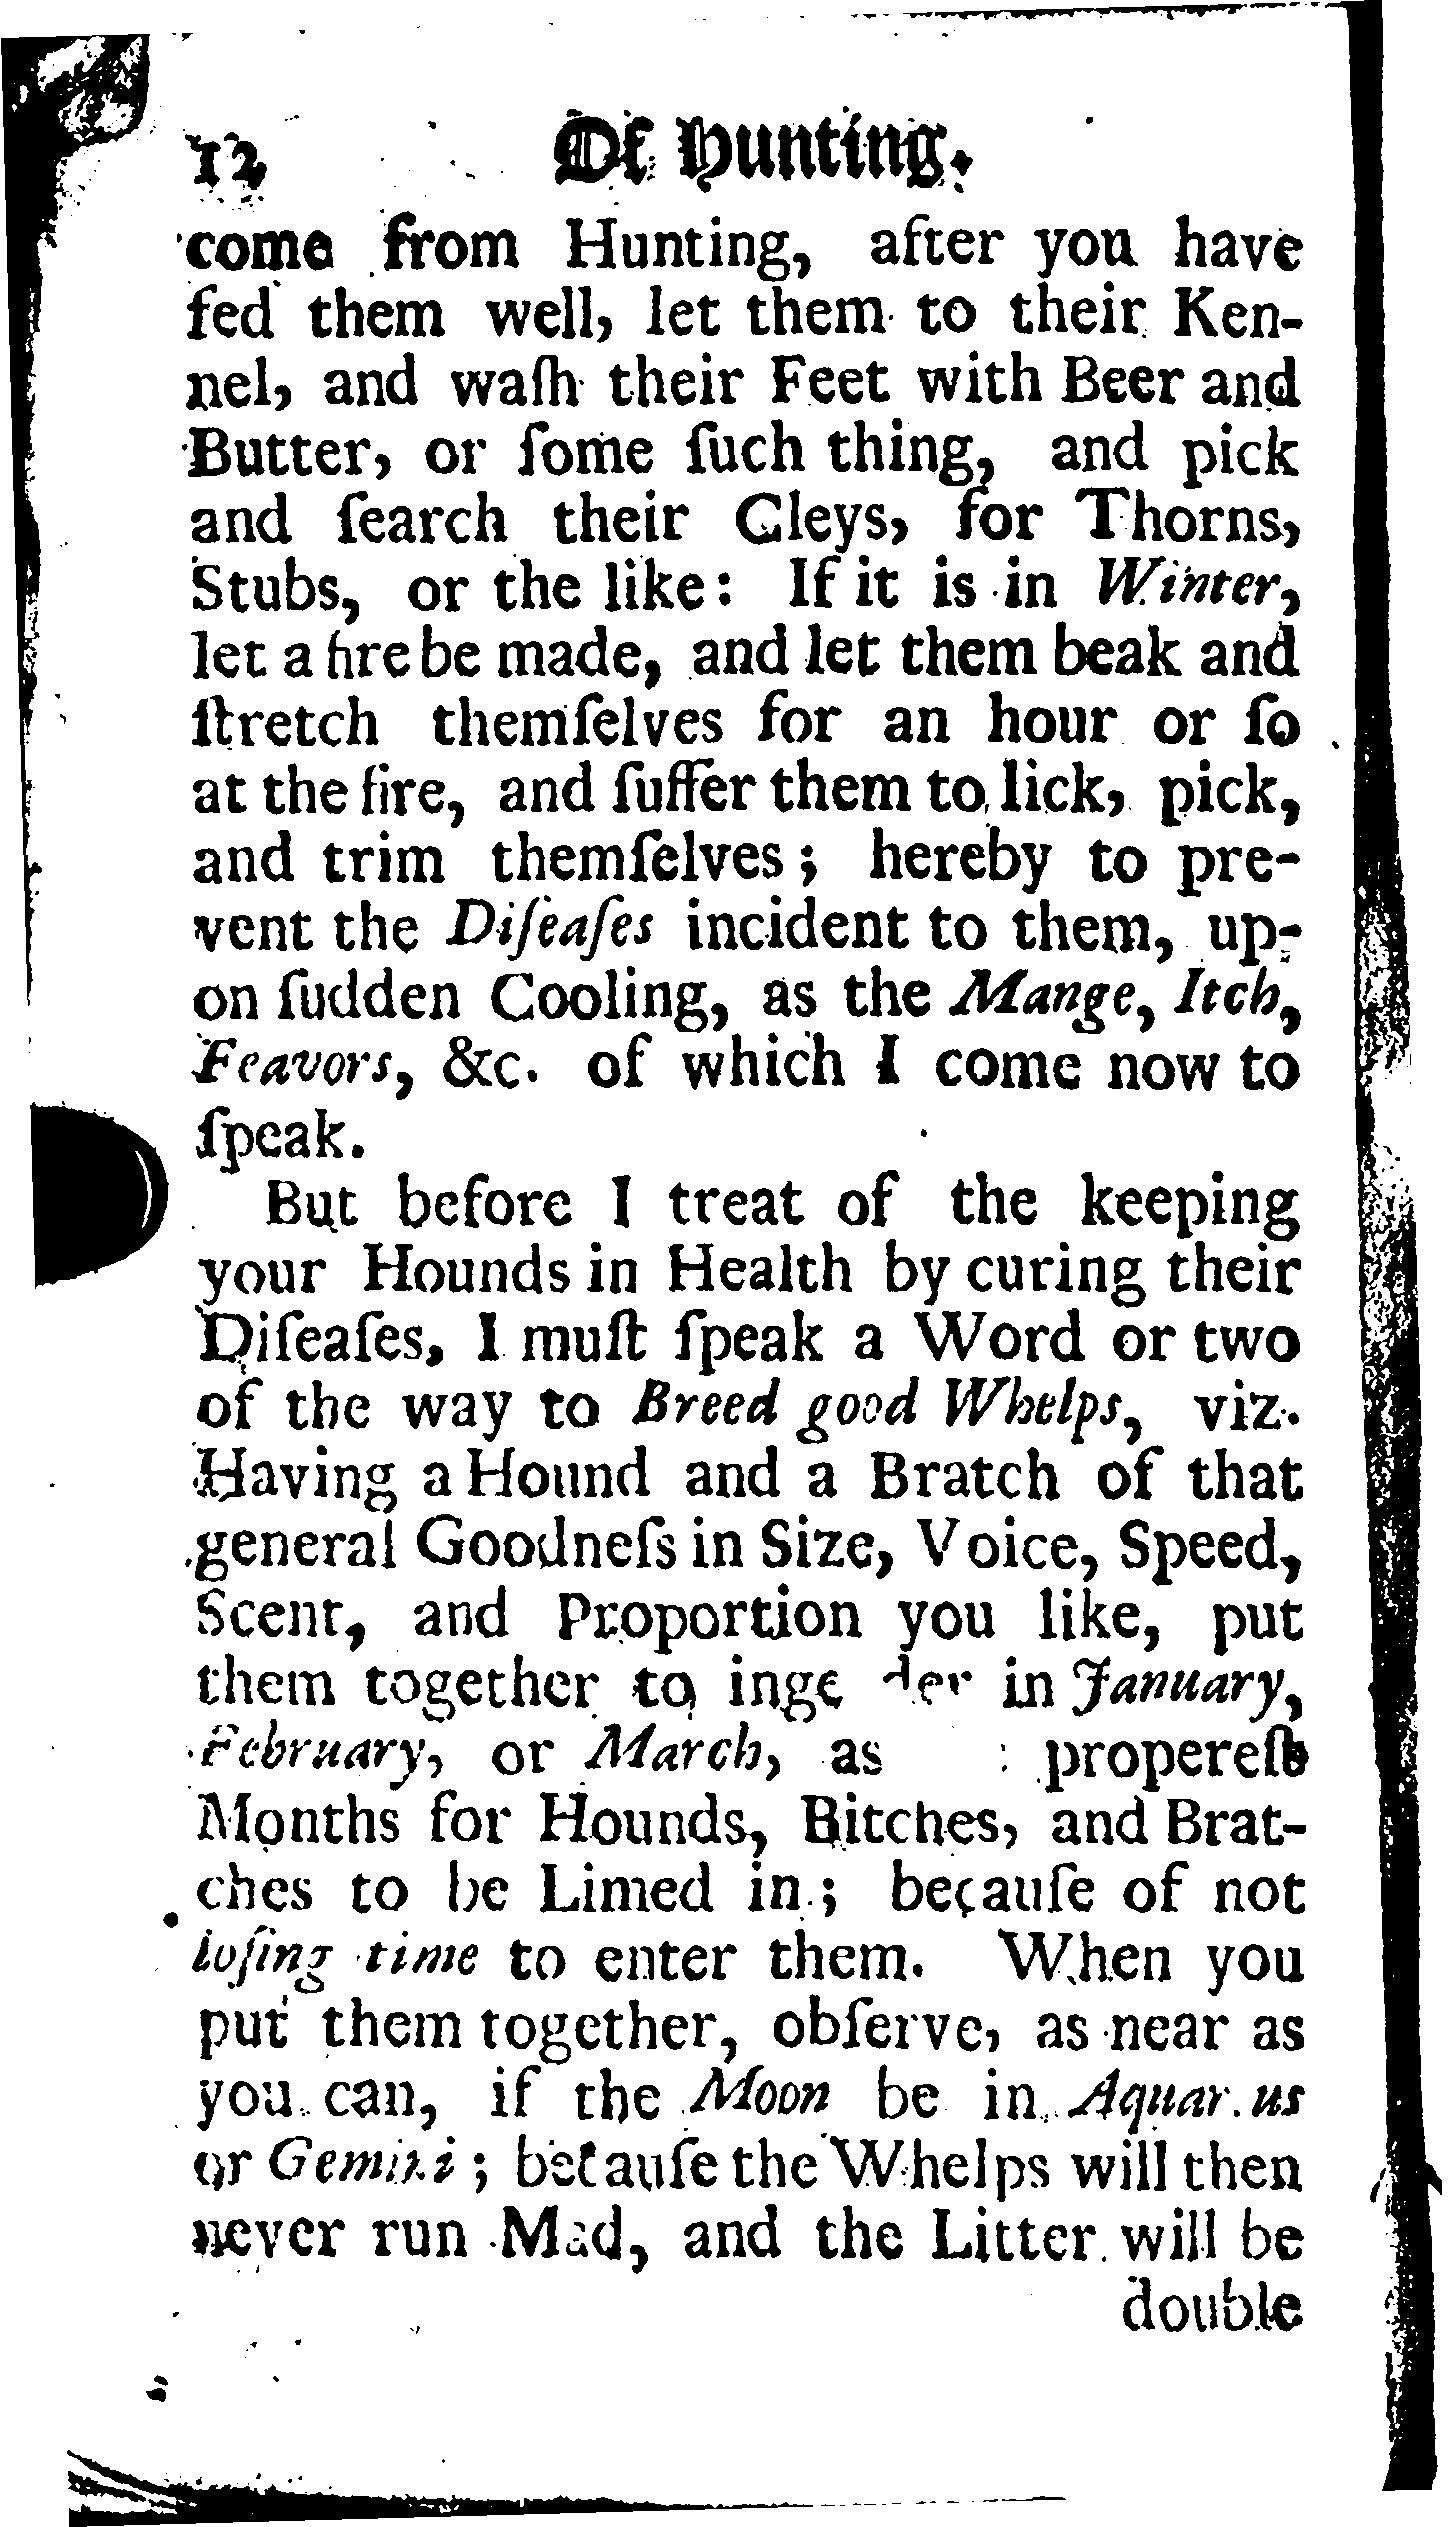 12 Of Hunting.
come from Hunting, after you have
fed them well, let them to their Ken-
nel, and waſh their Feet with Beer and
Butter, or ſome ſuch thing, and pick
and ſearch their Cleys, for Thorns,
Stubs, or the like: If it is in Winter,
let a fire be made, and let them beak and
ſtretch themſelves for an hour or ſo
at the fire, and ſuffer them to lick, pick,
and trim themſelves; hereby to pre-
vent the Diſeaſes incident to them, up-
on ſudden Cooling, as the Mange, Itch,
Feavors, &c. of which I come now to
ſpeak.
But before I treat of the keeping
your Hounds in Health by curing their
Diſeaſes, I muſt ſpeak a Word or two
of the way to Breed good Whelps, viz.
Having a Hound and a Bratch of that
general Goodneſs in Size, Voice, Speed,
Scent, and Proportion you like, put
them together to in January,
February, or March, as propereſt
Months for Hounds, Bitches, and Brat-
ches to be Limed in; becauſe of not
loſing time to enter them. When you
put them together, obſerve, as near as
you can, if the Moon be in Aquarius
or Gemini; becauſe the Whelps will then
never run Mad, and the Litter will be
double